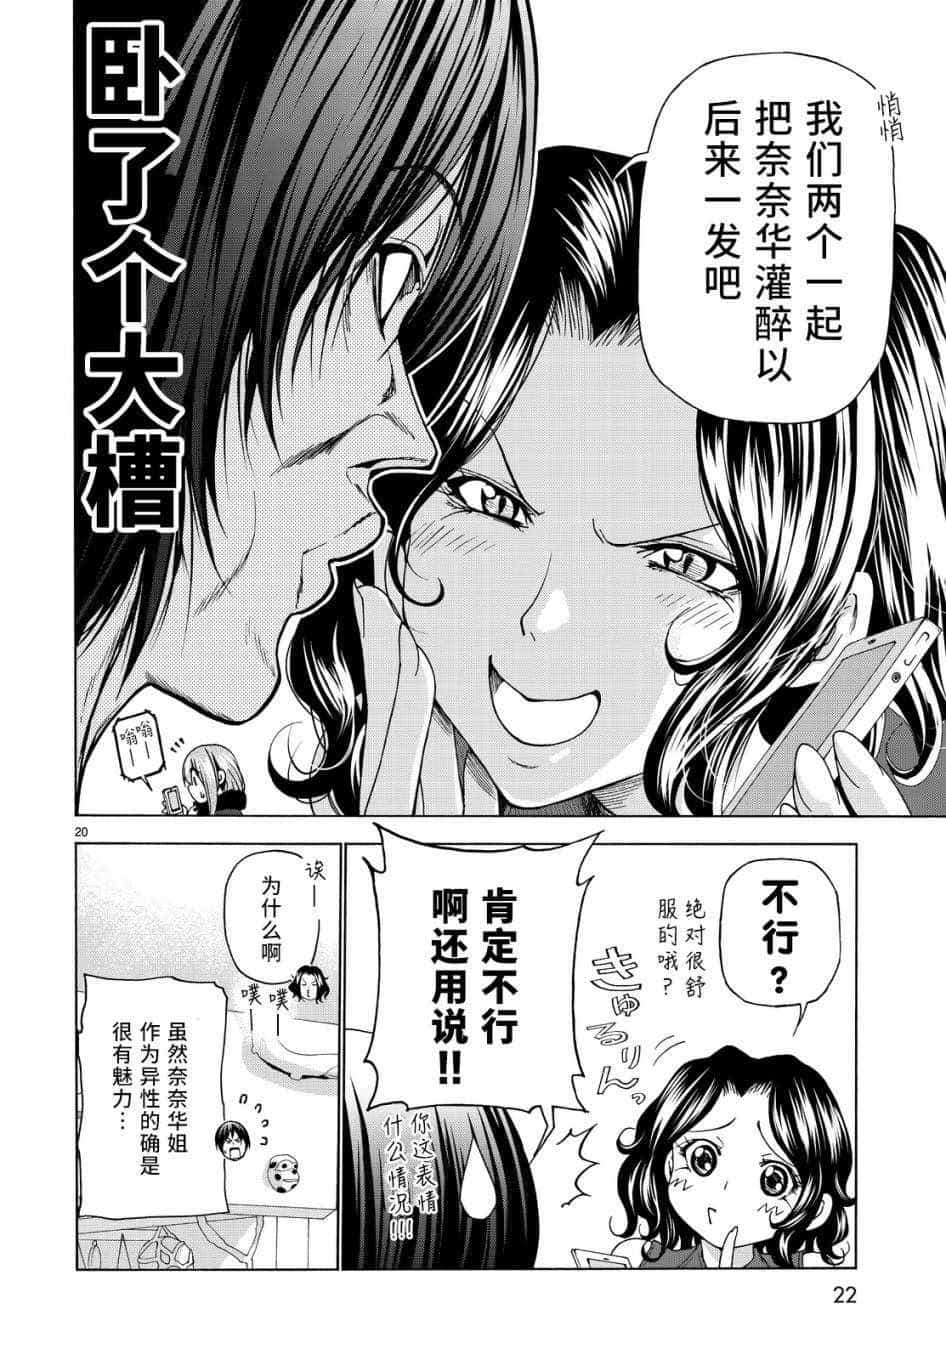 悄悄
我们两个一起
把奈奈华灌醉以
后来一发吧
卧了个大槽
嗡嗡
——
20
不行？
绝对很舒
服的哦？
きゅるりんっ
肯定不行
啊还用说!!
你这表情
什么情况!!!
诶—
为什么啊
噗—
噗—
虽然奈奈华姐
作为异性的确是
很有魅力…
22